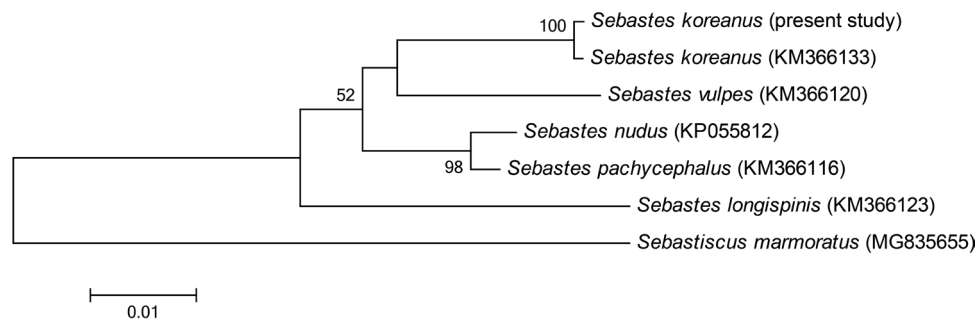 100
Sebastes koreanus (present study)
Sebastes koreanus (KM366133)
52
Sebastes vulpes (KM366120)
Sebastes nudus (KP055812)
98
Sebastes pachycephalus (KM366116)
Sebastes longispinis (KM366123)
Sebastiscus marmoratus (MG835655)
0.01